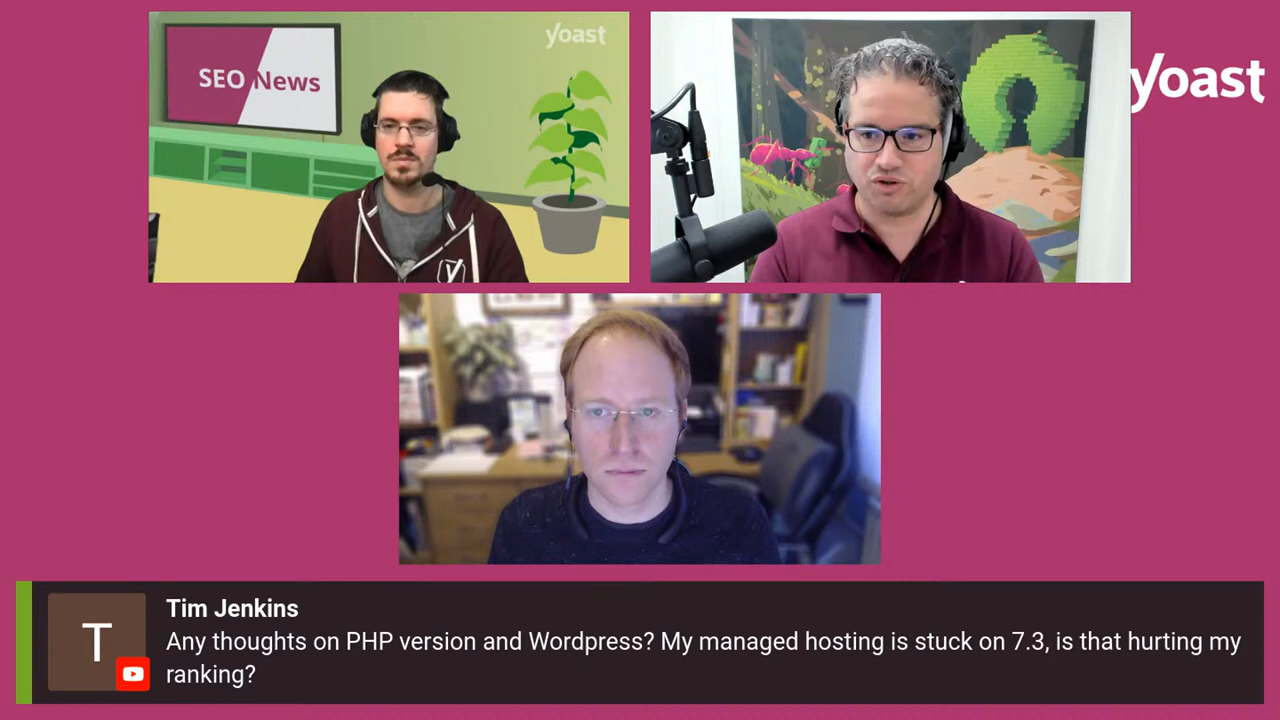 yoast
SEO News
yoast
Tim Jenkins
T
Any thoughts on PHP version and Wordpress? My managed hosting is stuck on 7.3, is that hurting my
ranking?